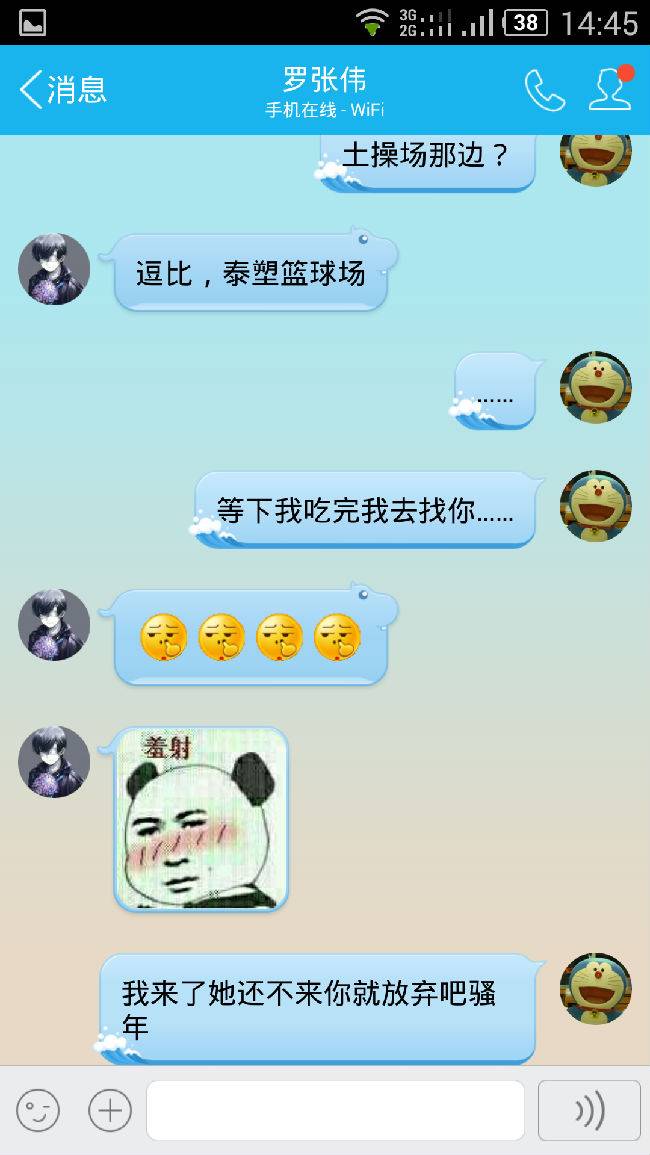 3G
2G
38
14:45
消息
罗张伟
手机在线 - WiFi
土操场那边？
逗比，泰塑篮球场
……
等下我吃完我去找你……
羞射
我来了她还不来你就放弃吧骚
年